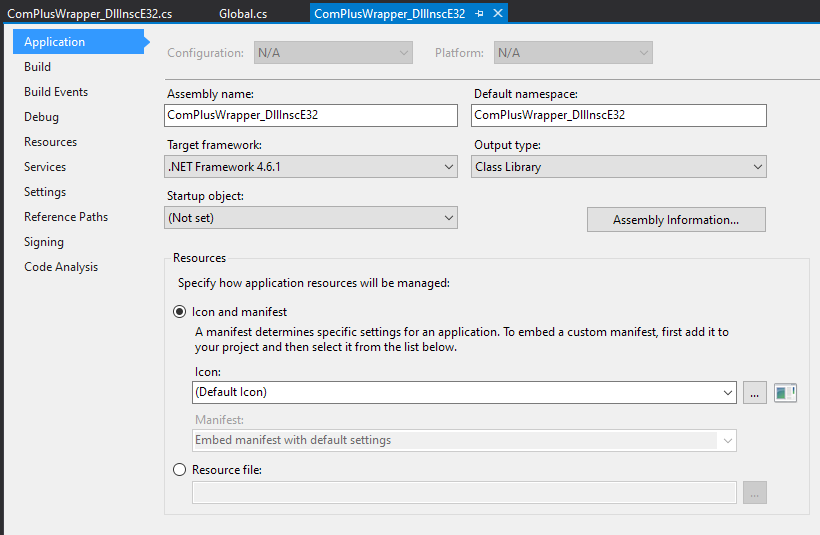 ComPlusWrapper_DllInscE32.cs Global.cs ComPlusWrapper_DllInscE32
Application
Build
Build Events
Debug
Resources
Services
Settings
Reference Paths
Signing
Code Analysis
Configuration: N/A Platform: N/A
Assembly name: Default namespace:
ComPlusWrapper_DllInscE32 ComPlusWrapper_DllInscE32
Target framework: Output type:
.NET Framework 4.6.1 Class Library
Startup object:
(Not set) Assembly Information...
Resources
Specify how application resources will be managed:
Icon and manifest
A manifest determines specific settings for an application. To embed a custom manifest, first add it to
your project and then select it from the list below.
Icon:
(Default Icon) ...
Manifest:
Embed manifest with default settings
Resource file:
...